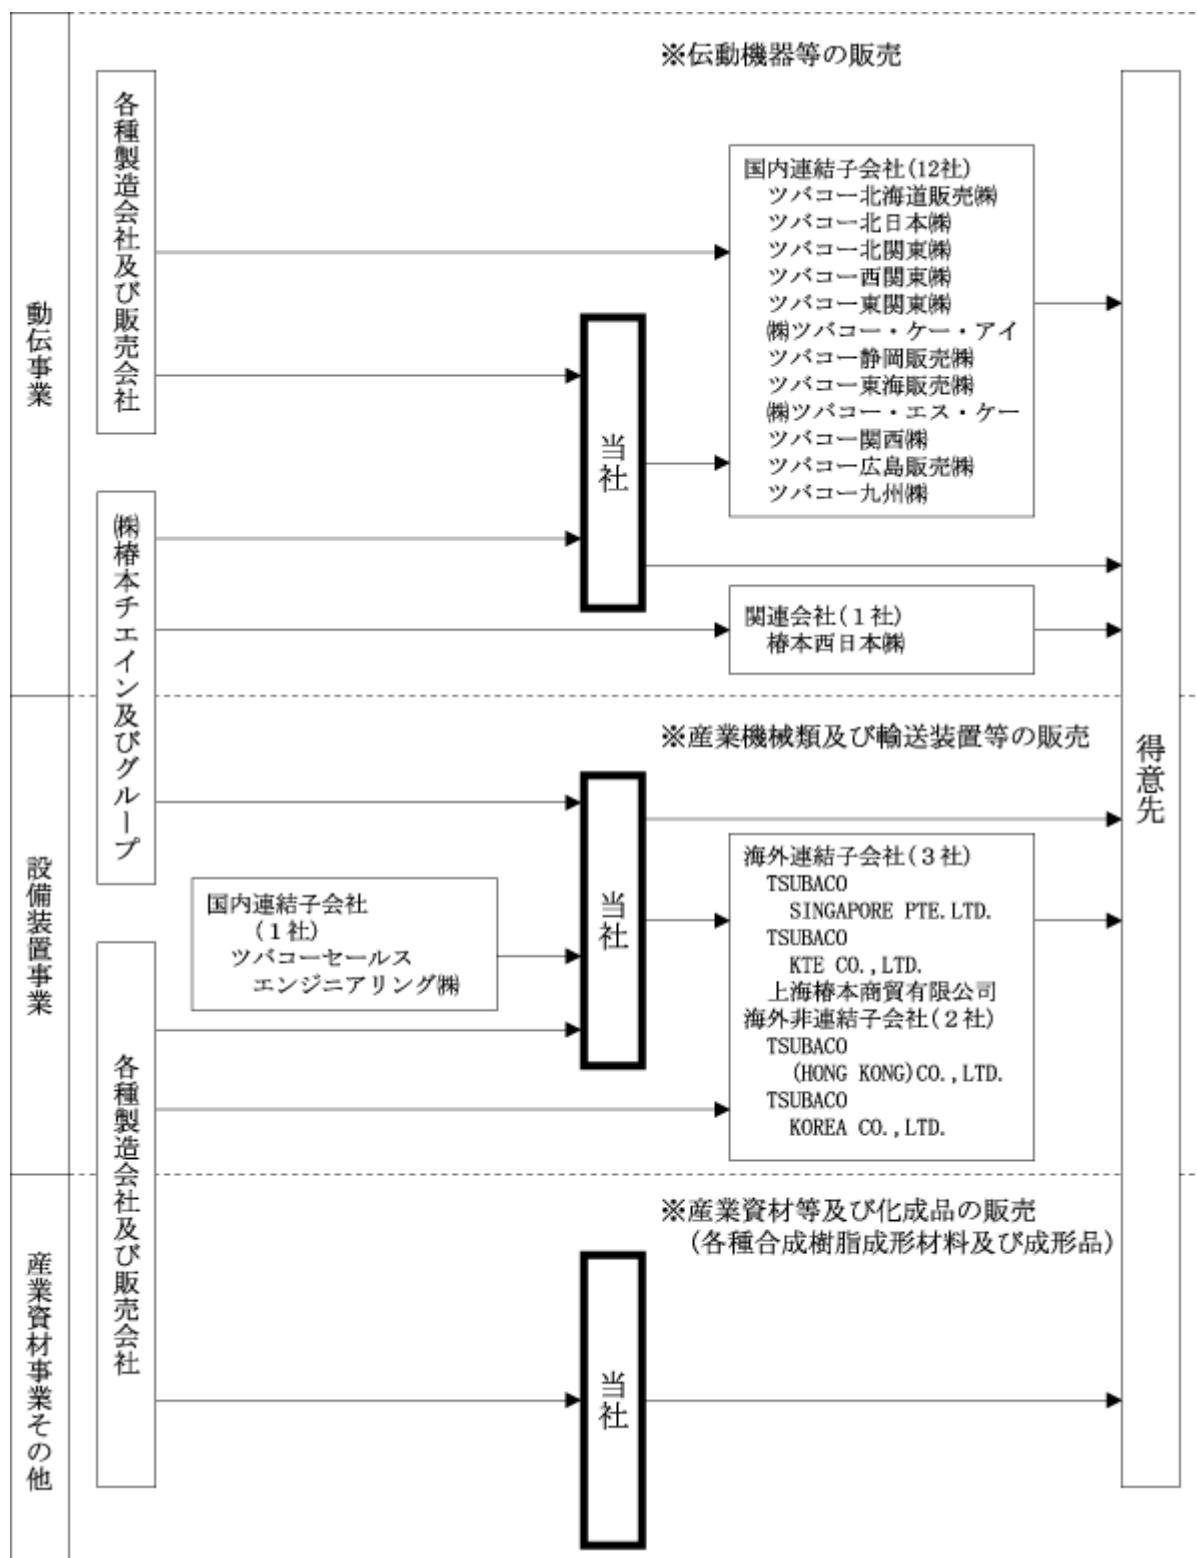 動伝事業
各種製造会社及び販売会社
※伝動機器等の販売
国内連結子会社(12社)
ツバコー北海道販売㈱
ツバコー北日本㈱
ツバコー北関東㈱
ツバコー西関東㈱
ツバコー東関東㈱
㈱ツバコー・ケー・アイ
ツバコー静岡販売㈱
ツバコー東海販売㈱
㈱ツバコー・エス・ケー
ツバコー関西㈱
ツバコー広島販売㈱
ツバコー九州㈱
当社
㈱椿本チエイン及びグループ
関連会社(1社)
椿本西日本㈱
得意先
設備装置事業
※産業機械類及び輸送装置等の販売
国内連結子会社
(1社)
ツバコーセールス
エンジニアリング㈱
当社
海外連結子会社(3社)
TSUBACO
SINGAPORE PTE.LTD.
TSUBACO
KTE CO.,LTD.
上海椿本商貿有限公司
海外非連結子会社(2社)
TSUBACO
(HONG KONG)CO.,LTD.
TSUBACO
KOREA CO.,LTD.
各種製造会社及び販売会社
産業資材事業その他
※産業資材等及び化成品の販売
(各種合成樹脂成形材料及び成形品)
当社